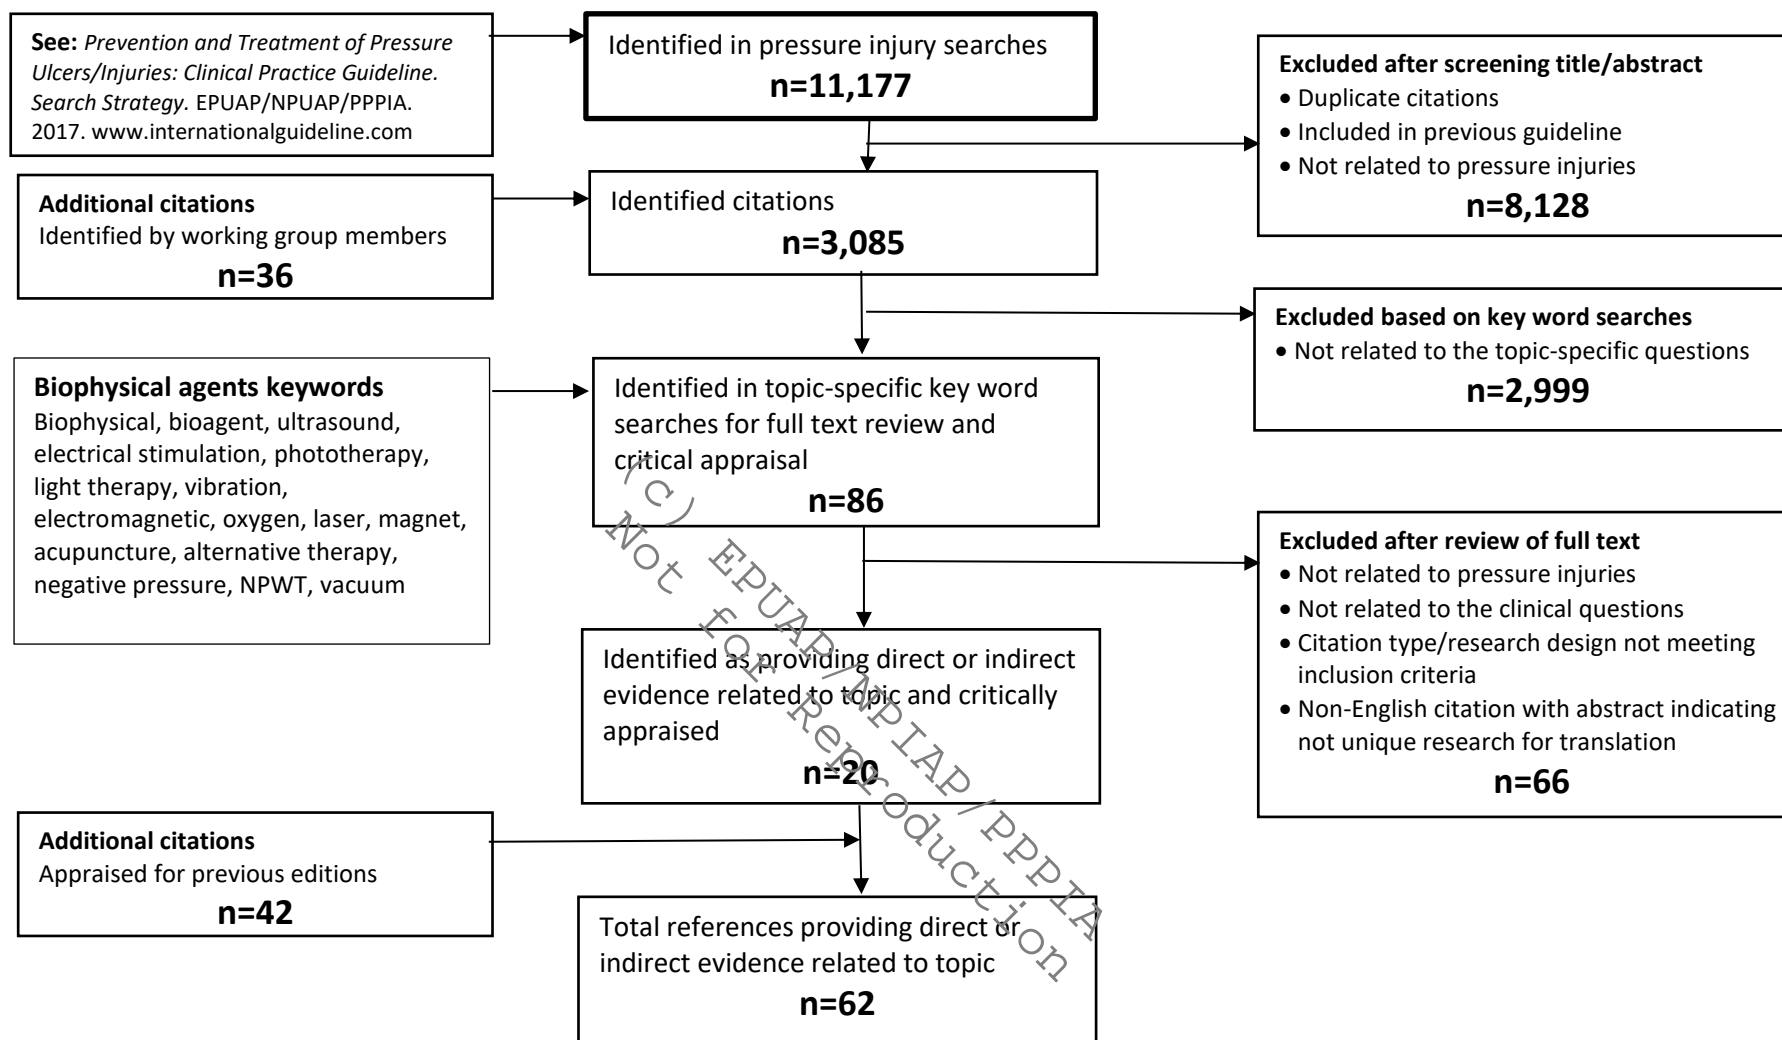 See: Prevention and Treatment of Pressure
Ulcers/Injuries: Clinical Practice Guideline.
Search Strategy. EPUAP/NPUAP/PPPIA.
2017. www.internationalguideline.com
Identified in pressure injury searches
n=11,177
Excluded after screening title/abstract
• Duplicate citations
• Included in previous guideline
• Not related to pressure injuries
n=8,128
Additional citations
Identified by working group members
n=36
Identified citations
n=3,085
Excluded based on key word searches
• Not related to the topic-specific questions
n=2,999
Biophysical agents keywords
Biophysical, bioagent, ultrasound,
electrical stimulation, phototherapy,
light therapy, vibration,
electromagnetic, oxygen, laser, magnet,
acupuncture, alternative therapy,
negative pressure, NPWT, vacuum
Identified in topic-specific key word
searches for full text review and
critical appraisal
n=86
Excluded after review of full text
• Not related to pressure injuries
• Not related to the clinical questions
• Citation type/research design not meeting
inclusion criteria
• Non-English citation with abstract indicating
not unique research for translation
n=66
Identified as providing direct or indirect
evidence related to topic and critically
appraised
n=20
Additional citations
Appraised for previous editions
n=42
Total references providing direct or
indirect evidence related to topic
n=62
(c) EPUAP/NPIAP/PPPIA
Not for Reproduction